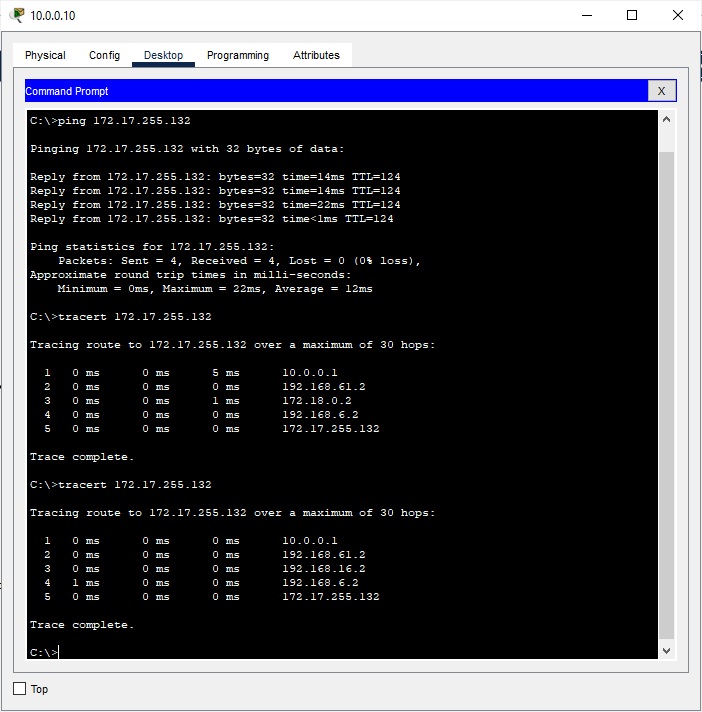 10.0.0.10
Physical Config Desktop Programming Attributes
Command Prompt X
C:\>ping 172.17.255.132
Pinging 172.17.255.132 with 32 bytes of data:
Reply from 172.17.255.132: bytes=32 time=14ms TTL=124
Reply from 172.17.255.132: bytes=32 time=14ms TTL=124
Reply from 172.17.255.132: bytes=32 time=22ms TTL=124
Reply from 172.17.255.132: bytes=32 time<1ms TTL=124
Ping statistics for 172.17.255.132:
Packets: Sent = 4, Received = 4, Lost = 0 (0% loss),
Approximate round trip times in milli-seconds:
Minimum = 0ms, Maximum = 22ms, Average = 12ms
C:\>tracert 172.17.255.132
Tracing route to 172.17.255.132 over a maximum of 30 hops:
1 0 ms 0 ms 5 ms 10.0.0.1
2 0 ms 0 ms 0 ms 192.168.61.2
3 0 ms 0 ms 1 ms 172.18.0.2
4 0 ms 0 ms 0 ms 192.168.6.2
5 0 ms 0 ms 0 ms 172.17.255.132
Trace complete.
C:\>tracert 172.17.255.132
Tracing route to 172.17.255.132 over a maximum of 30 hops:
1 0 ms 0 ms 0 ms 10.0.0.1
2 0 ms 0 ms 0 ms 192.168.61.2
3 0 ms 0 ms 0 ms 192.168.16.2
4 1 ms 0 ms 0 ms 192.168.6.2
5 0 ms 0 ms 0 ms 172.17.255.132
Trace complete.
C:\>
Top